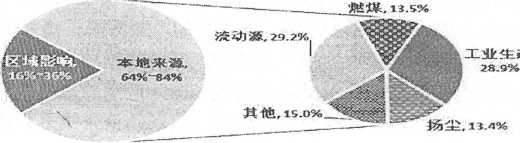 燃煤,13.5%
流动源,29.2%
区域影响
16%~36%
本地来源,
64%~84%
工业生产
28.9%
其他,15.0%
扬尘,13.4%